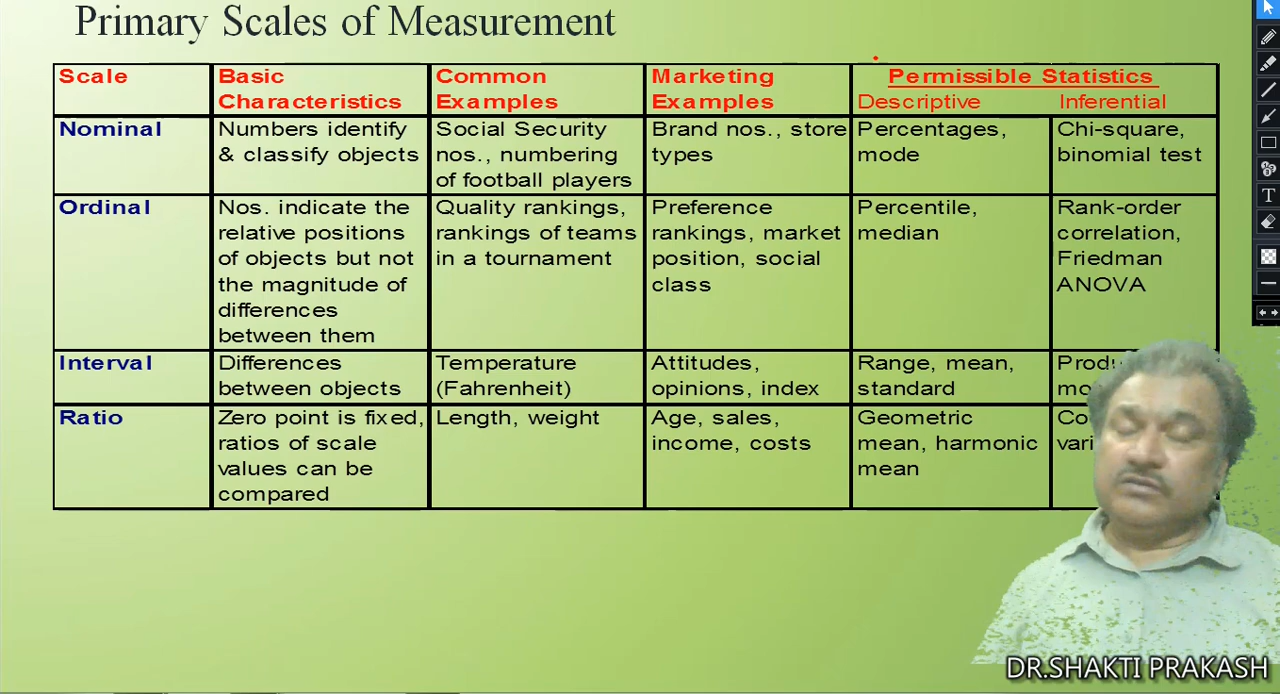 Primary Scales of Measurement
Scale
Basic
Characteristics
Common
Examples
Marketing
Examples
Permissible Statistics
Descriptive
Inferential
Nominal
Numbers identify
& classify objects
Social Security
nos., numbering
of football players
Brand nos., store
types
Percentages,
mode
Chi-square,
binomial test
Ordinal
Nos. indicate the
relative positions
of objects but not
the magnitude of
differences
between them
Quality rankings,
rankings of teams
in a tournament
Preference
rankings, market
position, social
class
Percentile,
median
Rank-order
correlation,
Friedman
ANOVA
Interval
Differences
between objects
Temperature
(Fahrenheit)
Attitudes,
opinions, index
Range, mean,
standard
Ratio
Zero point is fixed,
ratios of scale
values can be
compared
Length, weight
Age, sales,
income, costs
Geometric
mean, harmonic
mean
DR.SHAKTI PRAKASH